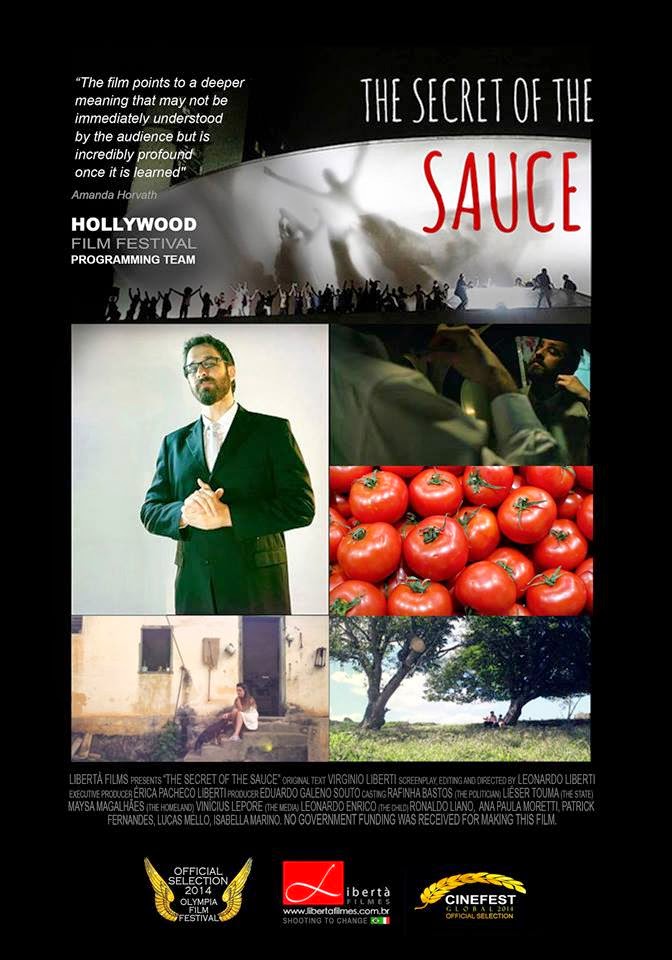 “The film points to a deeper
meaning that may not be
immediately understood
by the audience but is
incredibly profound
once it is learned"
Amanda Horvath
HOLLYWOOD
FILM FESTIVAL
PROGRAMMING TEAM
THE SECRET OF THE
SAUCE
LIBERTÀ FILMS PRESENTS “THE SECRET OF THE SAUCE” ORIGINAL TEXT VIRGINIO LIBERTI SCREENPLAY, EDITING AND DIRECTED BY LEONARDO LIBERTI
EXECUTIVE PRODUCER ÉRICA PACHECO LIBERTI PRODUCER EDUARDO GALENO SOUTO CASTING RAFINHA BASTOS (THE POLITICIAN) LIÉSER TOUMA (THE STATE)
MAYSA MAGALHÃES (THE HOMELAND) VINÍCIUS LEPORE (THE MEDIA) LEONARDO ENRICO (THE CHILD) RONALDO LIANO, ANA PAULA MORETTI, PATRICK
FERNANDES, LUCAS MELLO, ISABELLA MARINO. NO GOVERNMENT FUNDING WAS RECEIVED FOR MAKING THIS FILM.
OFFICIAL
SELECTION
2014
OLYMPIA
FILM
FESTIVAL
Libertà
FILMES
www.libertafilmes.com.br
SHOOTING TO CHANGE
CINEFEST
GLOBAL 2014
OFFICIAL SELECTION